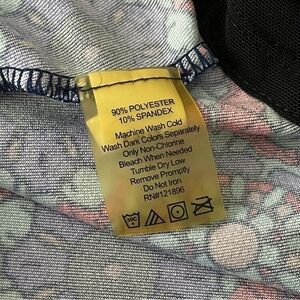 90% POLYESTER
10% SPANDEX
Machine Wash Cold
Wash Dark Colors Separately
Only Non-Chlorine
Bleach When Needed
Tumble Dry Low
Remove Promptly
Do Not Iron
RN#121896